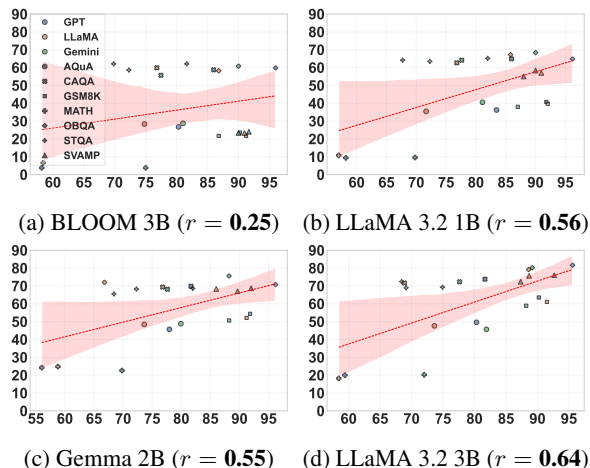 90
80
70
60
50
40
30
20
10
0
GPT
LLaMA
Gemini
AQuA
CAQA
GSM8K
MATH
OBQA
STQA
SVAMP
60 65 70 75 80 85 90 95
(a) BLOOM 3B (r = 0.25)
90
80
70
60
50
40
30
20
10
0
60 65 70 75 80 85 90 95
(b) LLaMA 3.2 1B (r = 0.56)
90
80
70
60
50
40
30
20
10
0
55 60 65 70 75 80 85 90 95
(c) Gemma 2B (r = 0.55)
90
80
70
60
50
40
30
20
10
0
60 65 70 75 80 85 90 95
(d) LLaMA 3.2 3B (r = 0.64)